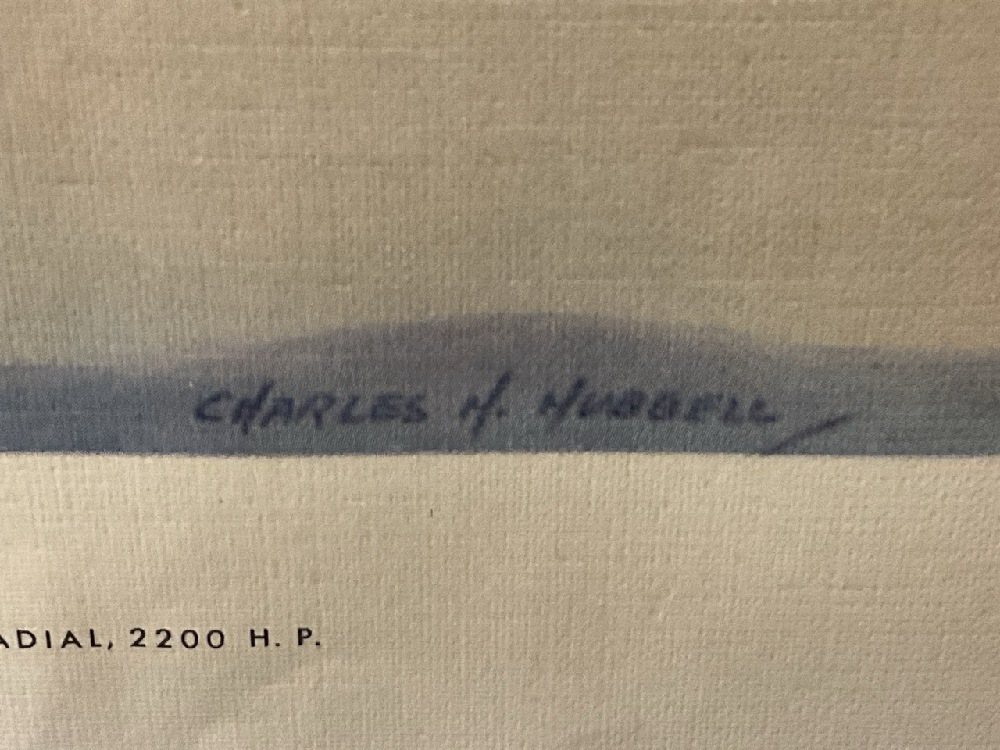 CHARLES H. HUBBELL
ADIAL, 2200 H. P.